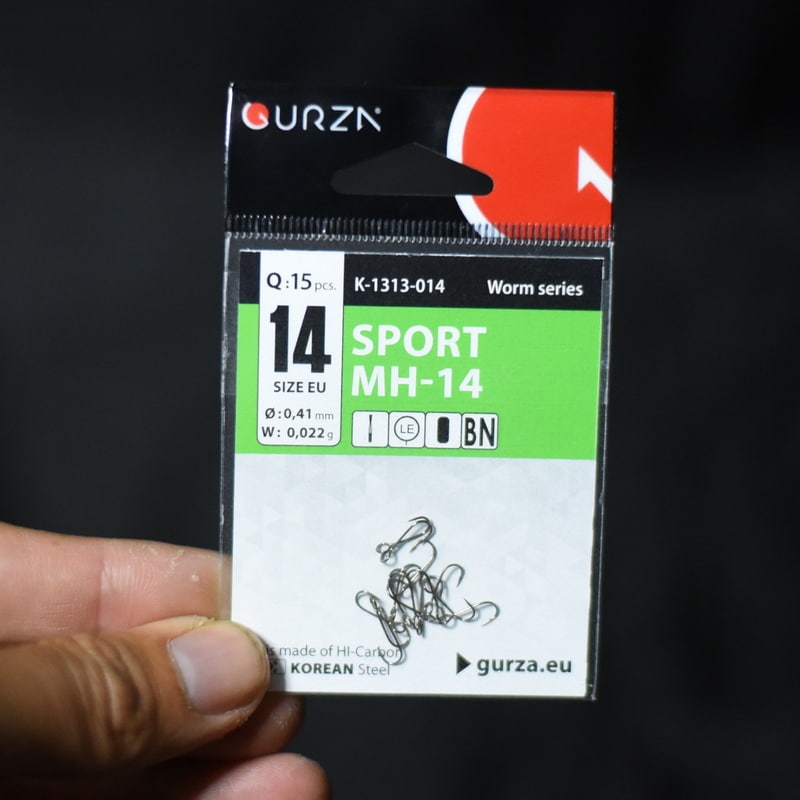 GURZA
Q:15 pcs.
K-1313-014
Worm series
14
SIZE EU
Ø:0,41 mm
W: 0,022 g
SPORT
MH-14
LE
BN
is made of HI-Carbon
KOREAN Steel
gurza.eu